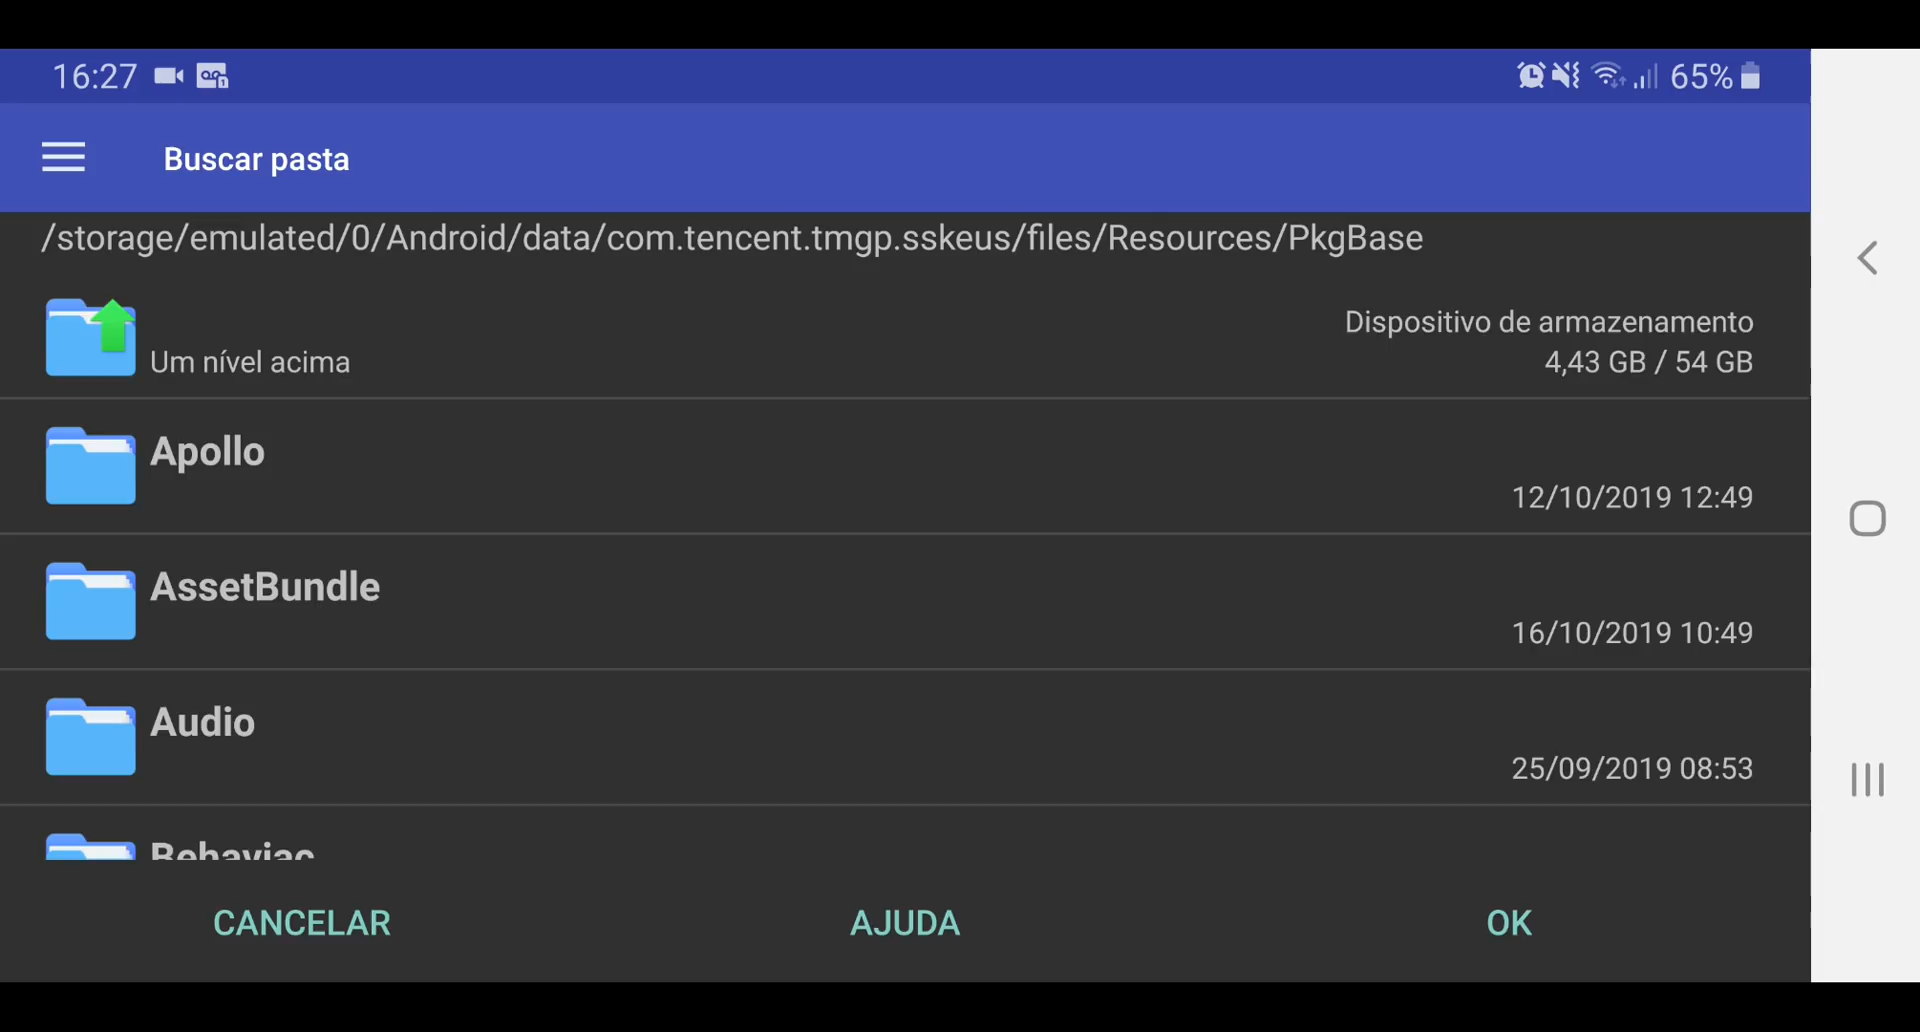 16:27
65%
Buscar pasta
/storage/emulated/0/Android/data/com.tencent.tmgp.sskeus/files/Resources/PkgBase
Um nível acima
Dispositivo de armazenamento
4,43 GB / 54 GB
Apollo
12/10/2019 12:49
AssetBundle
16/10/2019 10:49
Audio
25/09/2019 08:53
Behaviac
CANCELAR
AJUDA
OK